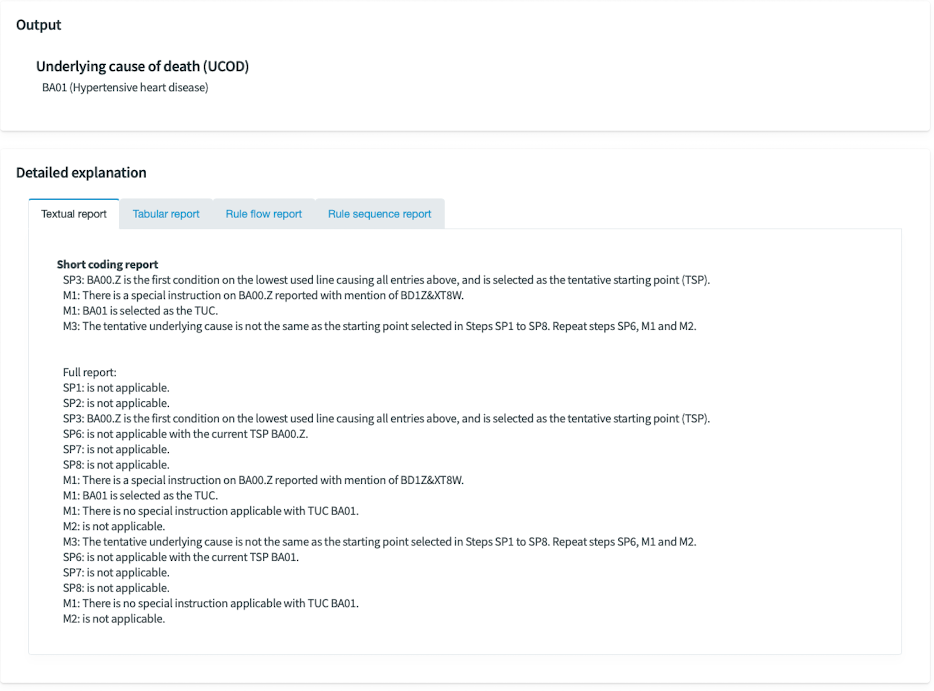 Output
Underlying cause of death (UCOD)
BA01 (Hypertensive heart disease)
Detailed explanation
Textual report
Tabular report
Rule flow report
Rule sequence report
Short coding report
SP3: BA00.Z is the first condition on the lowest used line causing all entries above, and is selected as the tentative starting point (TSP).
M1: There is a special instruction on BA00.Z reported with mention of BD1Z&XT8W.
M1: BA01 is selected as the TUC.
M3: The tentative underlying cause is not the same as the starting point selected in Steps SP1 to SP8. Repeat steps SP6, M1 and M2.
Full report:
SP1: is not applicable.
SP2: is not applicable.
SP3: BA00.Z is the first condition on the lowest used line causing all entries above, and is selected as the tentative starting point (TSP).
SP6: is not applicable with the current TSP BA00.Z.
SP7: is not applicable.
SP8: is not applicable.
M1: There is a special instruction on BA00.Z reported with mention of BD1Z&XT8W.
M1: BA01 is selected as the TUC.
M1: There is no special instruction applicable with TUC BA01.
M2: is not applicable.
M3: The tentative underlying cause is not the same as the starting point selected in Steps SP1 to SP8. Repeat steps SP6, M1 and M2.
SP6: is not applicable with the current TSP BA01.
SP7: is not applicable.
SP8: is not applicable.
M1: There is no special instruction applicable with TUC BA01.
M2: is not applicable.